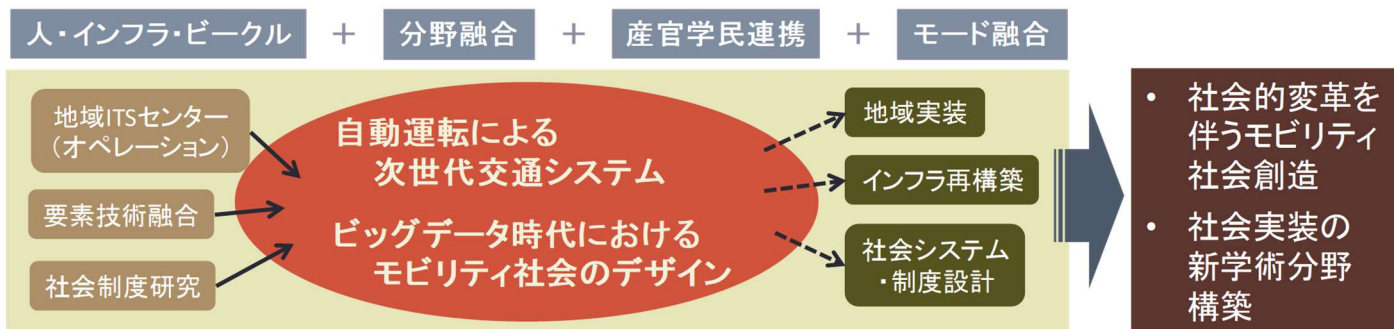 人・インフラ・ビークル + 分野融合 + 産官学民連携 + モード融合
地域ITSセンター
(オペレーション)
要素技術融合
社会制度研究
自動運転による
次世代交通システム
ビッグデータ時代における
モビリティ社会のデザイン
地域実装
インフラ再構築
社会システム
・制度設計
• 社会的変革を
伴うモビリティ
社会創造
• 社会実装の
新学術分野
構築